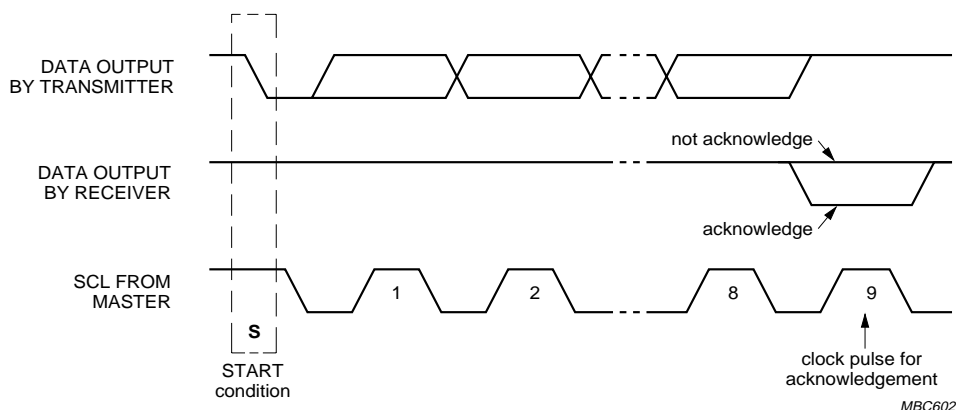 DATA OUTPUT
BY TRANSMITTER
not acknowledge
DATA OUTPUT
BY RECEIVER
acknowledge
SCL FROM
MASTER
1
2
8
9
S
START
condition
clock pulse for
acknowledgement
MBC602